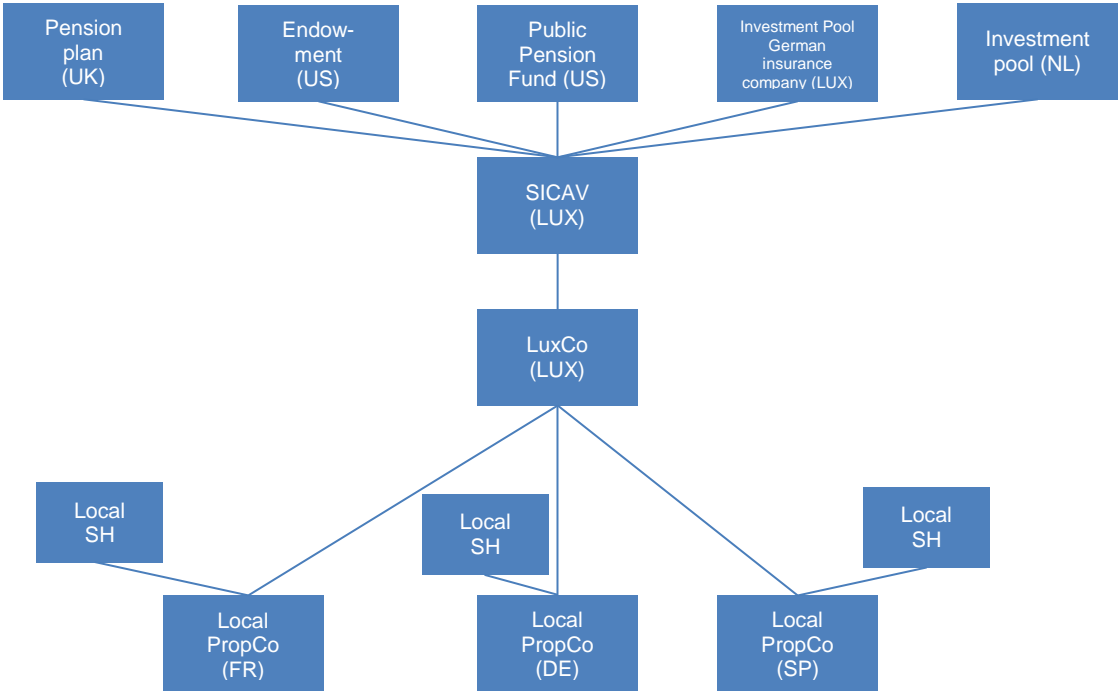 Pension
plan
(UK)
Endow-
ment
(US)
Public
Pension
Fund (US)
Investment Pool
German
insurance
company (LUX)
Investment
pool (NL)
SICAV
(LUX)
LuxCo
(LUX)
Local
SH
Local
SH
Local
SH
Local
PropCo
(FR)
Local
PropCo
(DE)
Local
PropCo
(SP)